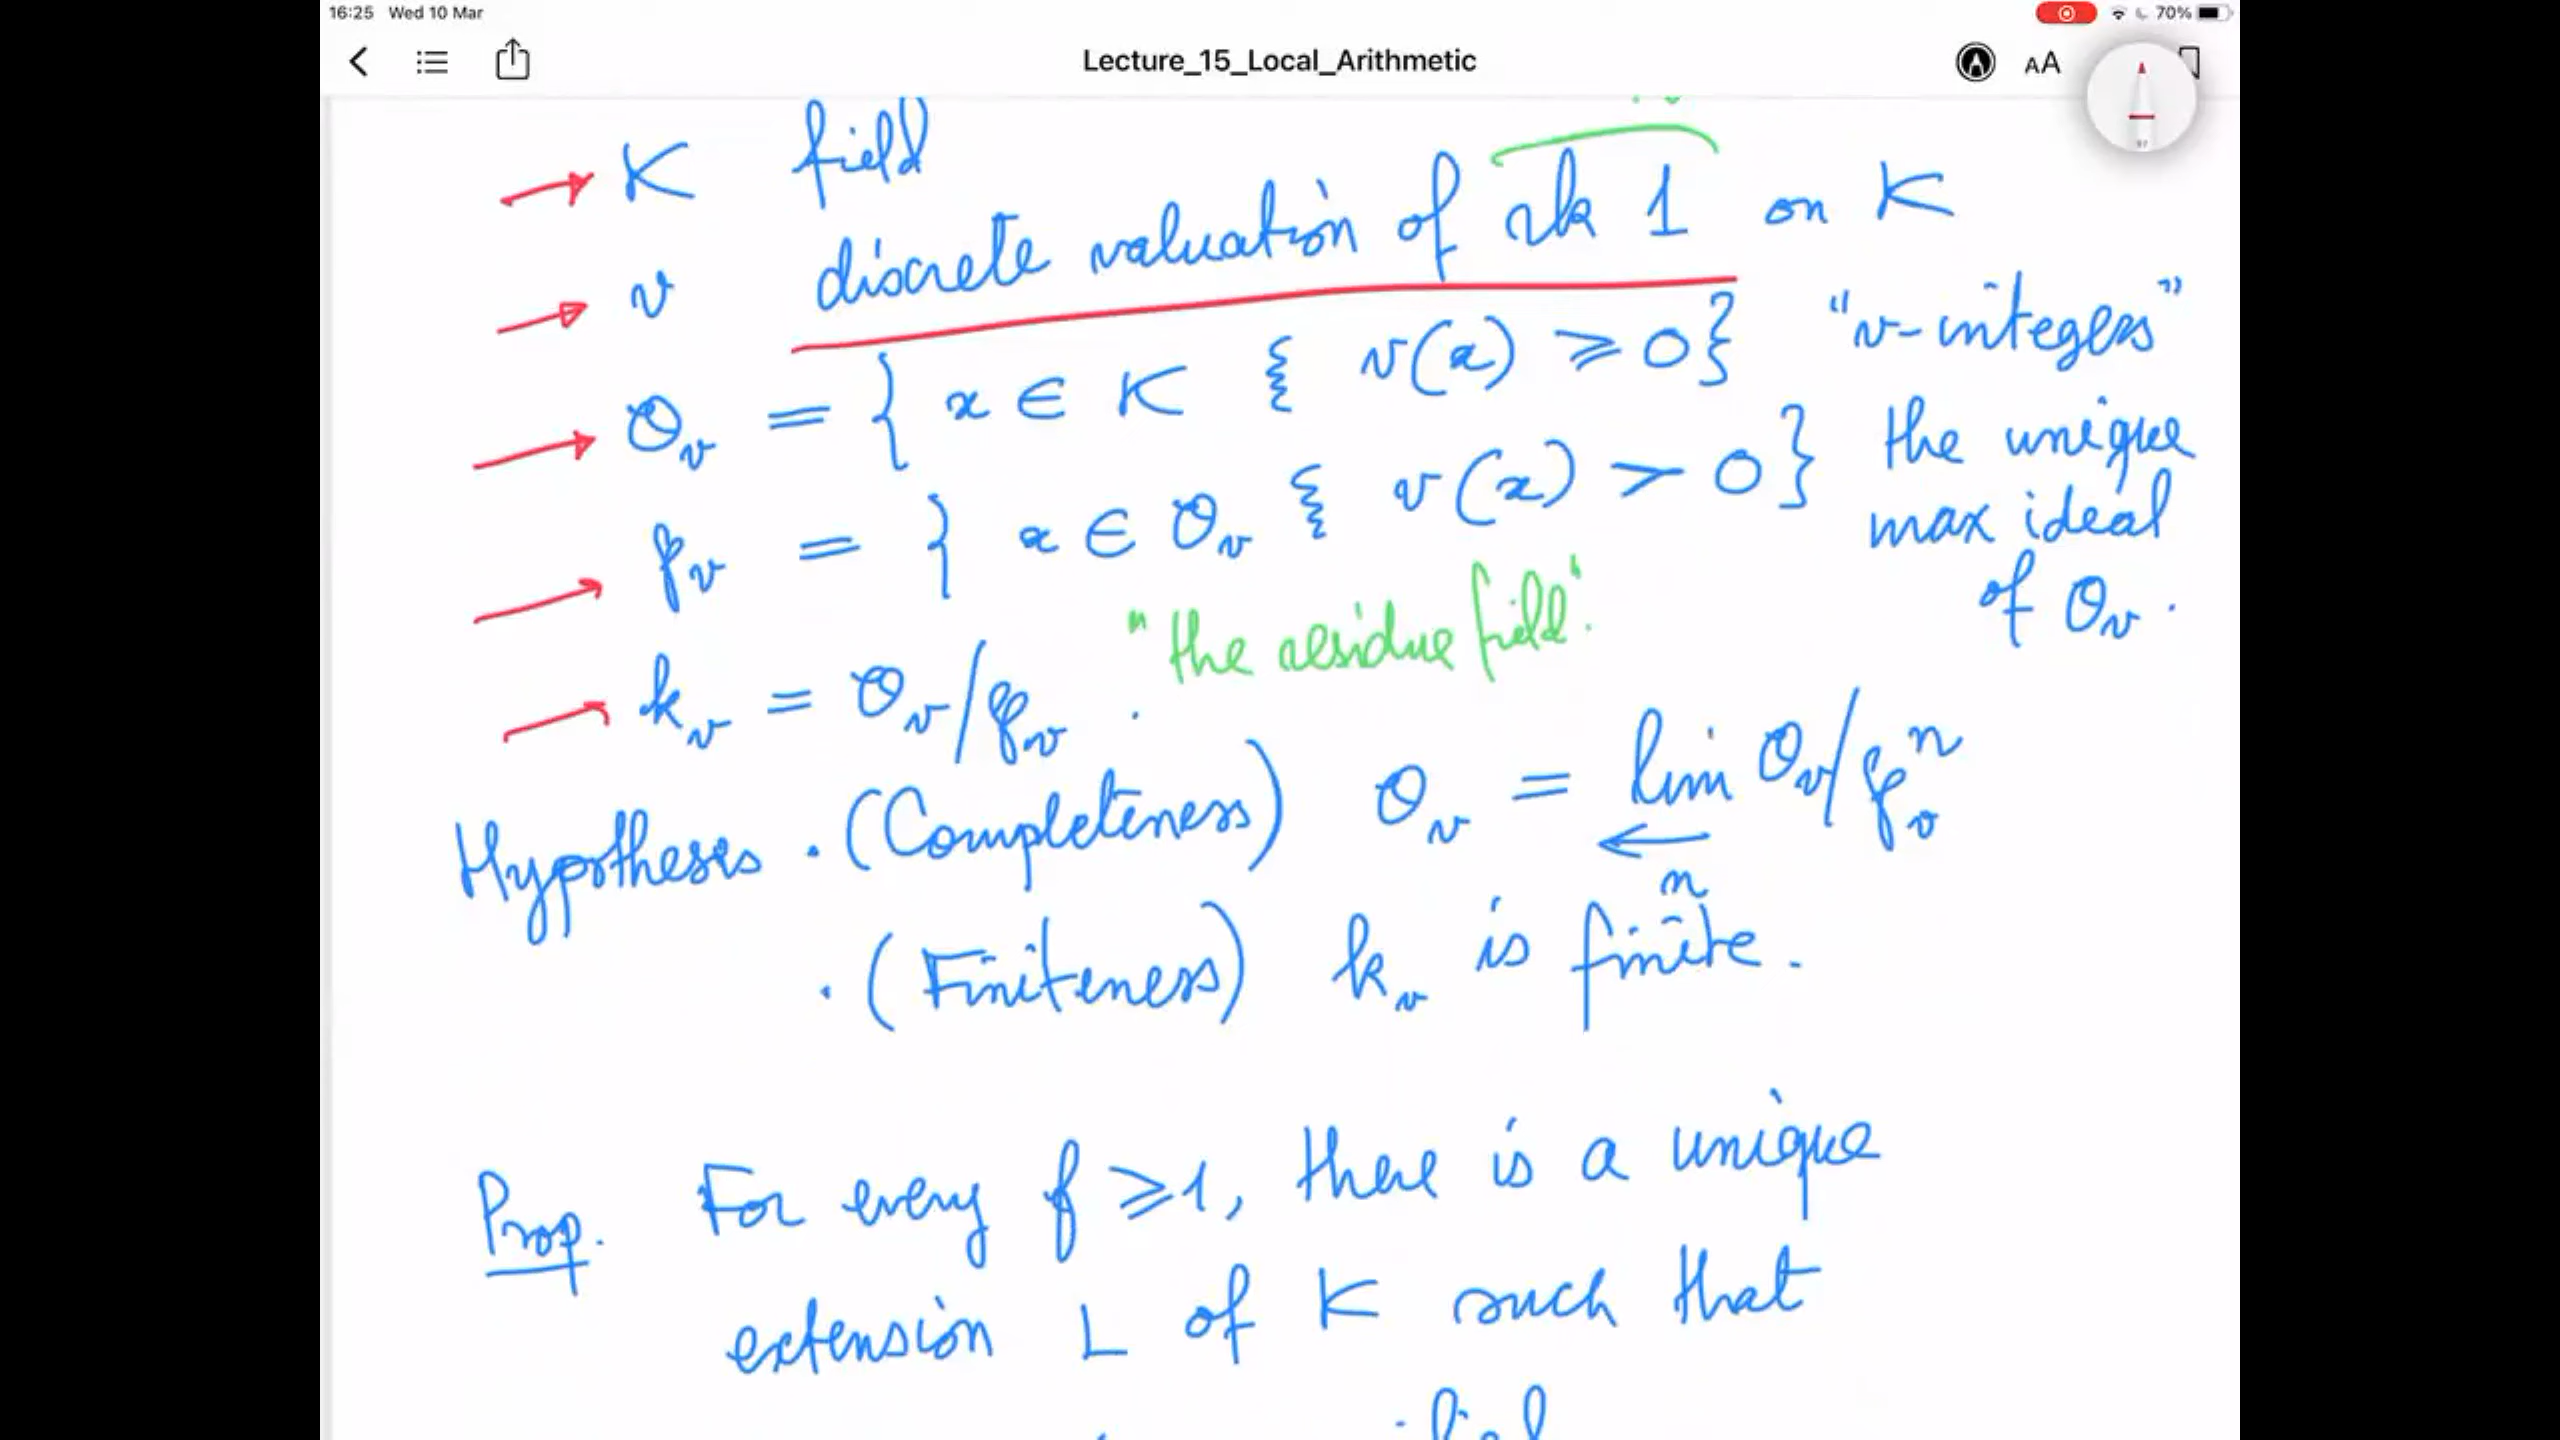 16:25 Wed 10 Mar 70%
Lecture_15_Local_Arithmetic
AA
→ K field
→ v discrete valuation of rk 1 on K
→ O_v = { x ∈ K { v(x) ⩾ 0} "v-integers"
→ p_v = { x ∈ O_v { v(x) > 0} the unique
max ideal
of O_v.
"the residue field".
→ k_v = O_v/p_v.
Hypotheses . (Completeness) O_v = lim O_v/p_v^n
←
n
. (Finiteness) k_v is finite.
Prop. For every f ⩾ 1, there is a unique
extension L of K such that